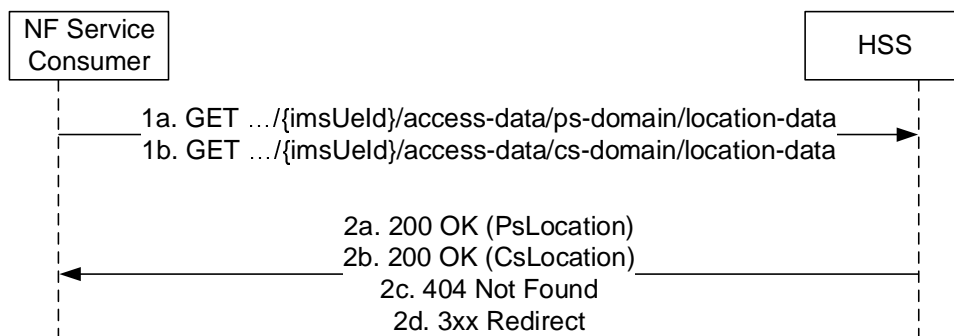 NF Service
Consumer
HSS
1a. GET …/{imsUeId}/access-data/ps-domain/location-data
1b. GET …/{imsUeId}/access-data/cs-domain/location-data
2a. 200 OK (PsLocation)
2b. 200 OK (CsLocation)
2c. 404 Not Found
2d. 3xx Redirect